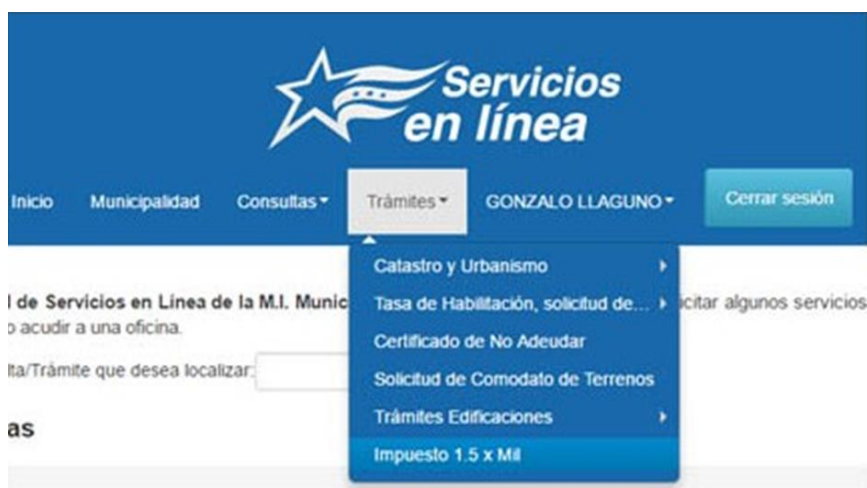 Servicios
en línea
Inicio Municipalidad Consultas Trámites GONZALO LLAGUNO Cerrar sesión
Catastro y Urbanismo
l de Servicios en Línea de la M.I. Munic
Tasa de Habilitación, solicitud de...
icitar algunos servicios
o acudir a una oficina.
Certificado de No Adeudar
lta/Trámite que desea localizar:
Solicitud de Comodato de Terrenos
Trámites Edificaciones
as
Impuesto 1.5 x Mil